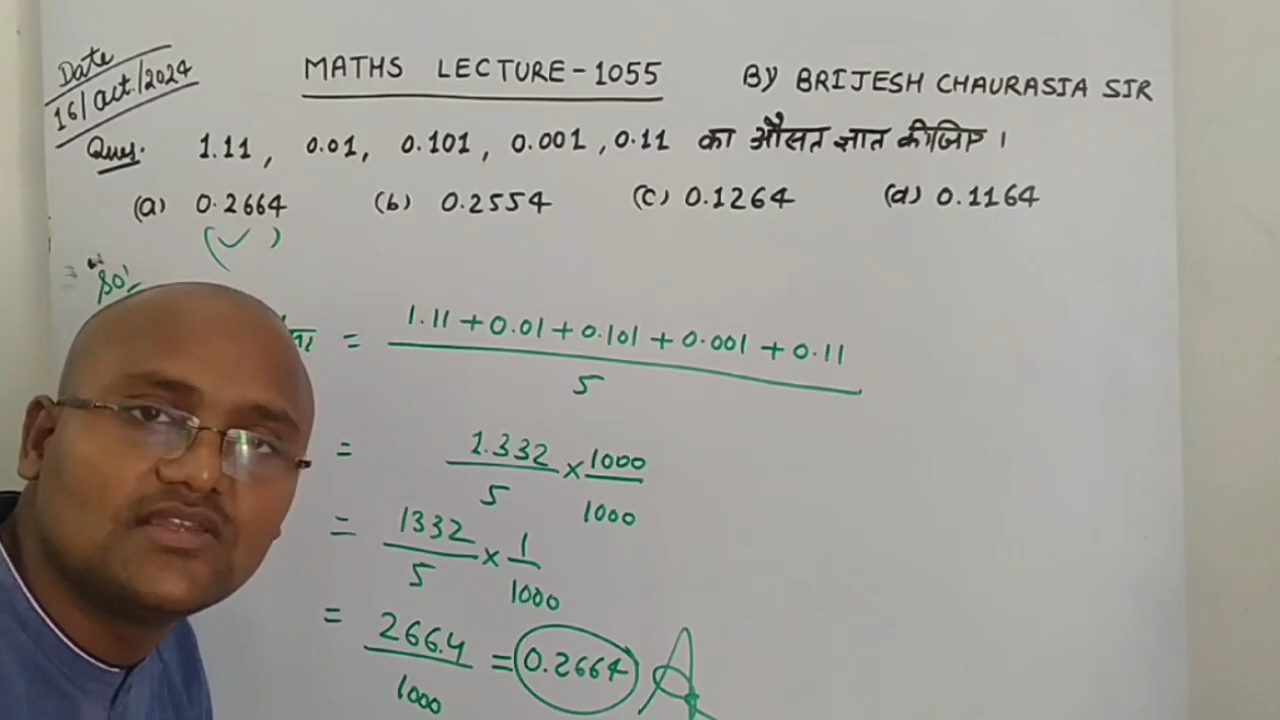 Date
16/oct./2024
MATHS LECTURE-1055
By BRIJESH CHAURASIA SIR
Ques. 1.11, 0.01, 0.101, 0.001, 0.11 का औसत ज्ञात कीजिए।
(a) 0.2664 (b) 0.2554 (c) 0.1264 (d) 0.1164
(✓)
Sol
= 1.11+0.01+0.101+0.001+0.11
5
= 1.332 × 1000
5 1000
= 1332 × 1
5 1000
= 266.4 = 0.2664
1000